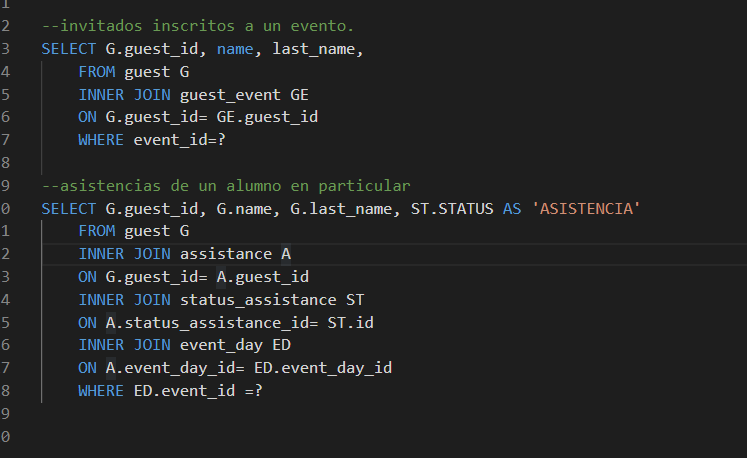 1
2 --invitados inscritos a un evento.
3 SELECT G.guest_id, name, last_name,
4 FROM guest G
5 INNER JOIN guest_event GE
6 ON G.guest_id= GE.guest_id
7 WHERE event_id=?
8
9 --asistencias de un alumno en particular
0 SELECT G.guest_id, G.name, G.last_name, ST.STATUS AS 'ASISTENCIA'
1 FROM guest G
2 INNER JOIN assistance A
3 ON G.guest_id= A.guest_id
4 INNER JOIN status_assistance ST
5 ON A.status_assistance_id= ST.id
6 INNER JOIN event_day ED
7 ON A.event_day_id= ED.event_day_id
8 WHERE ED.event_id =?
9
0